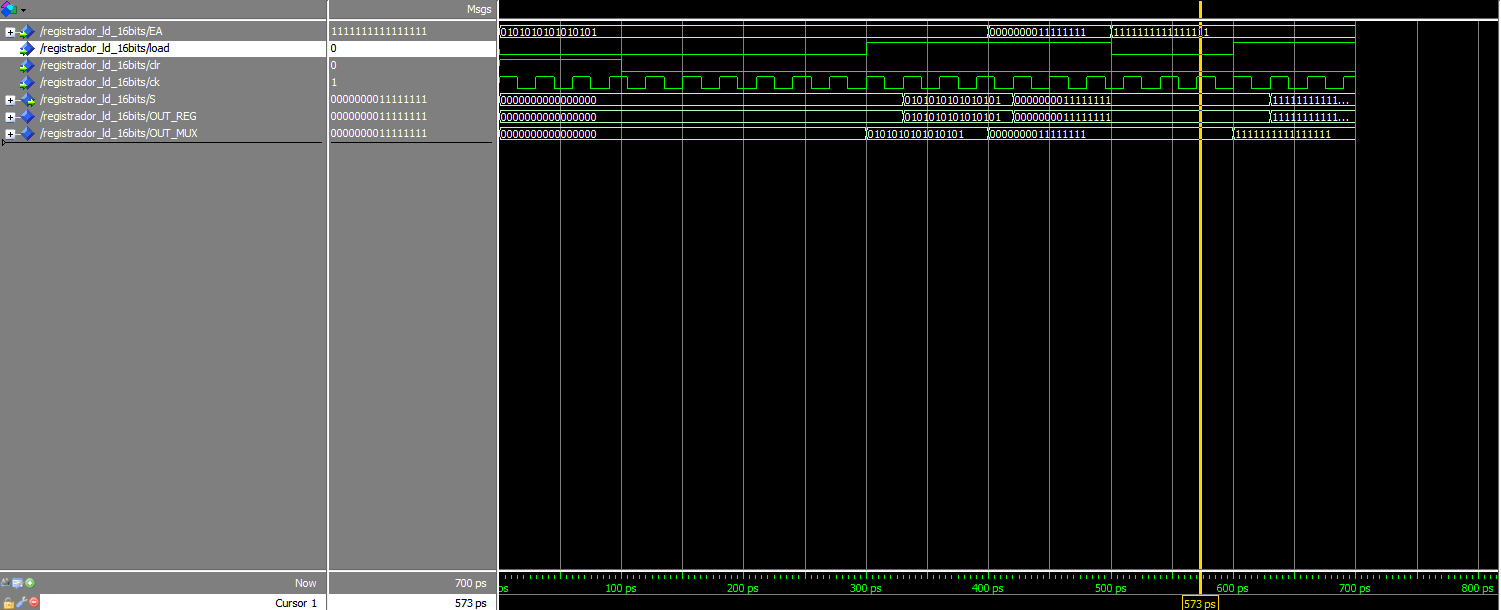 Msgs
/registrador_ld_16bits/EA 1111111111111111 0101010101010101 0000000011111111 1111111111111111
/registrador_ld_16bits/load 0
/registrador_ld_16bits/clr 0
/registrador_ld_16bits/ck 1
/registrador_ld_16bits/S 0000000011111111 0000000000000000 0101010101010101 0000000011111111 11111111111...
/registrador_ld_16bits/OUT_REG 0000000011111111 0000000000000000 0101010101010101 0000000011111111 11111111111...
/registrador_ld_16bits/OUT_MUX 0000000011111111 0000000000000000 0101010101010101 0000000011111111 1111111111111111
Now 700 ps ps 100 ps 200 ps 300 ps 400 ps 500 ps 600 ps 700 ps 800 ps
Cursor 1 573 ps 573 ps